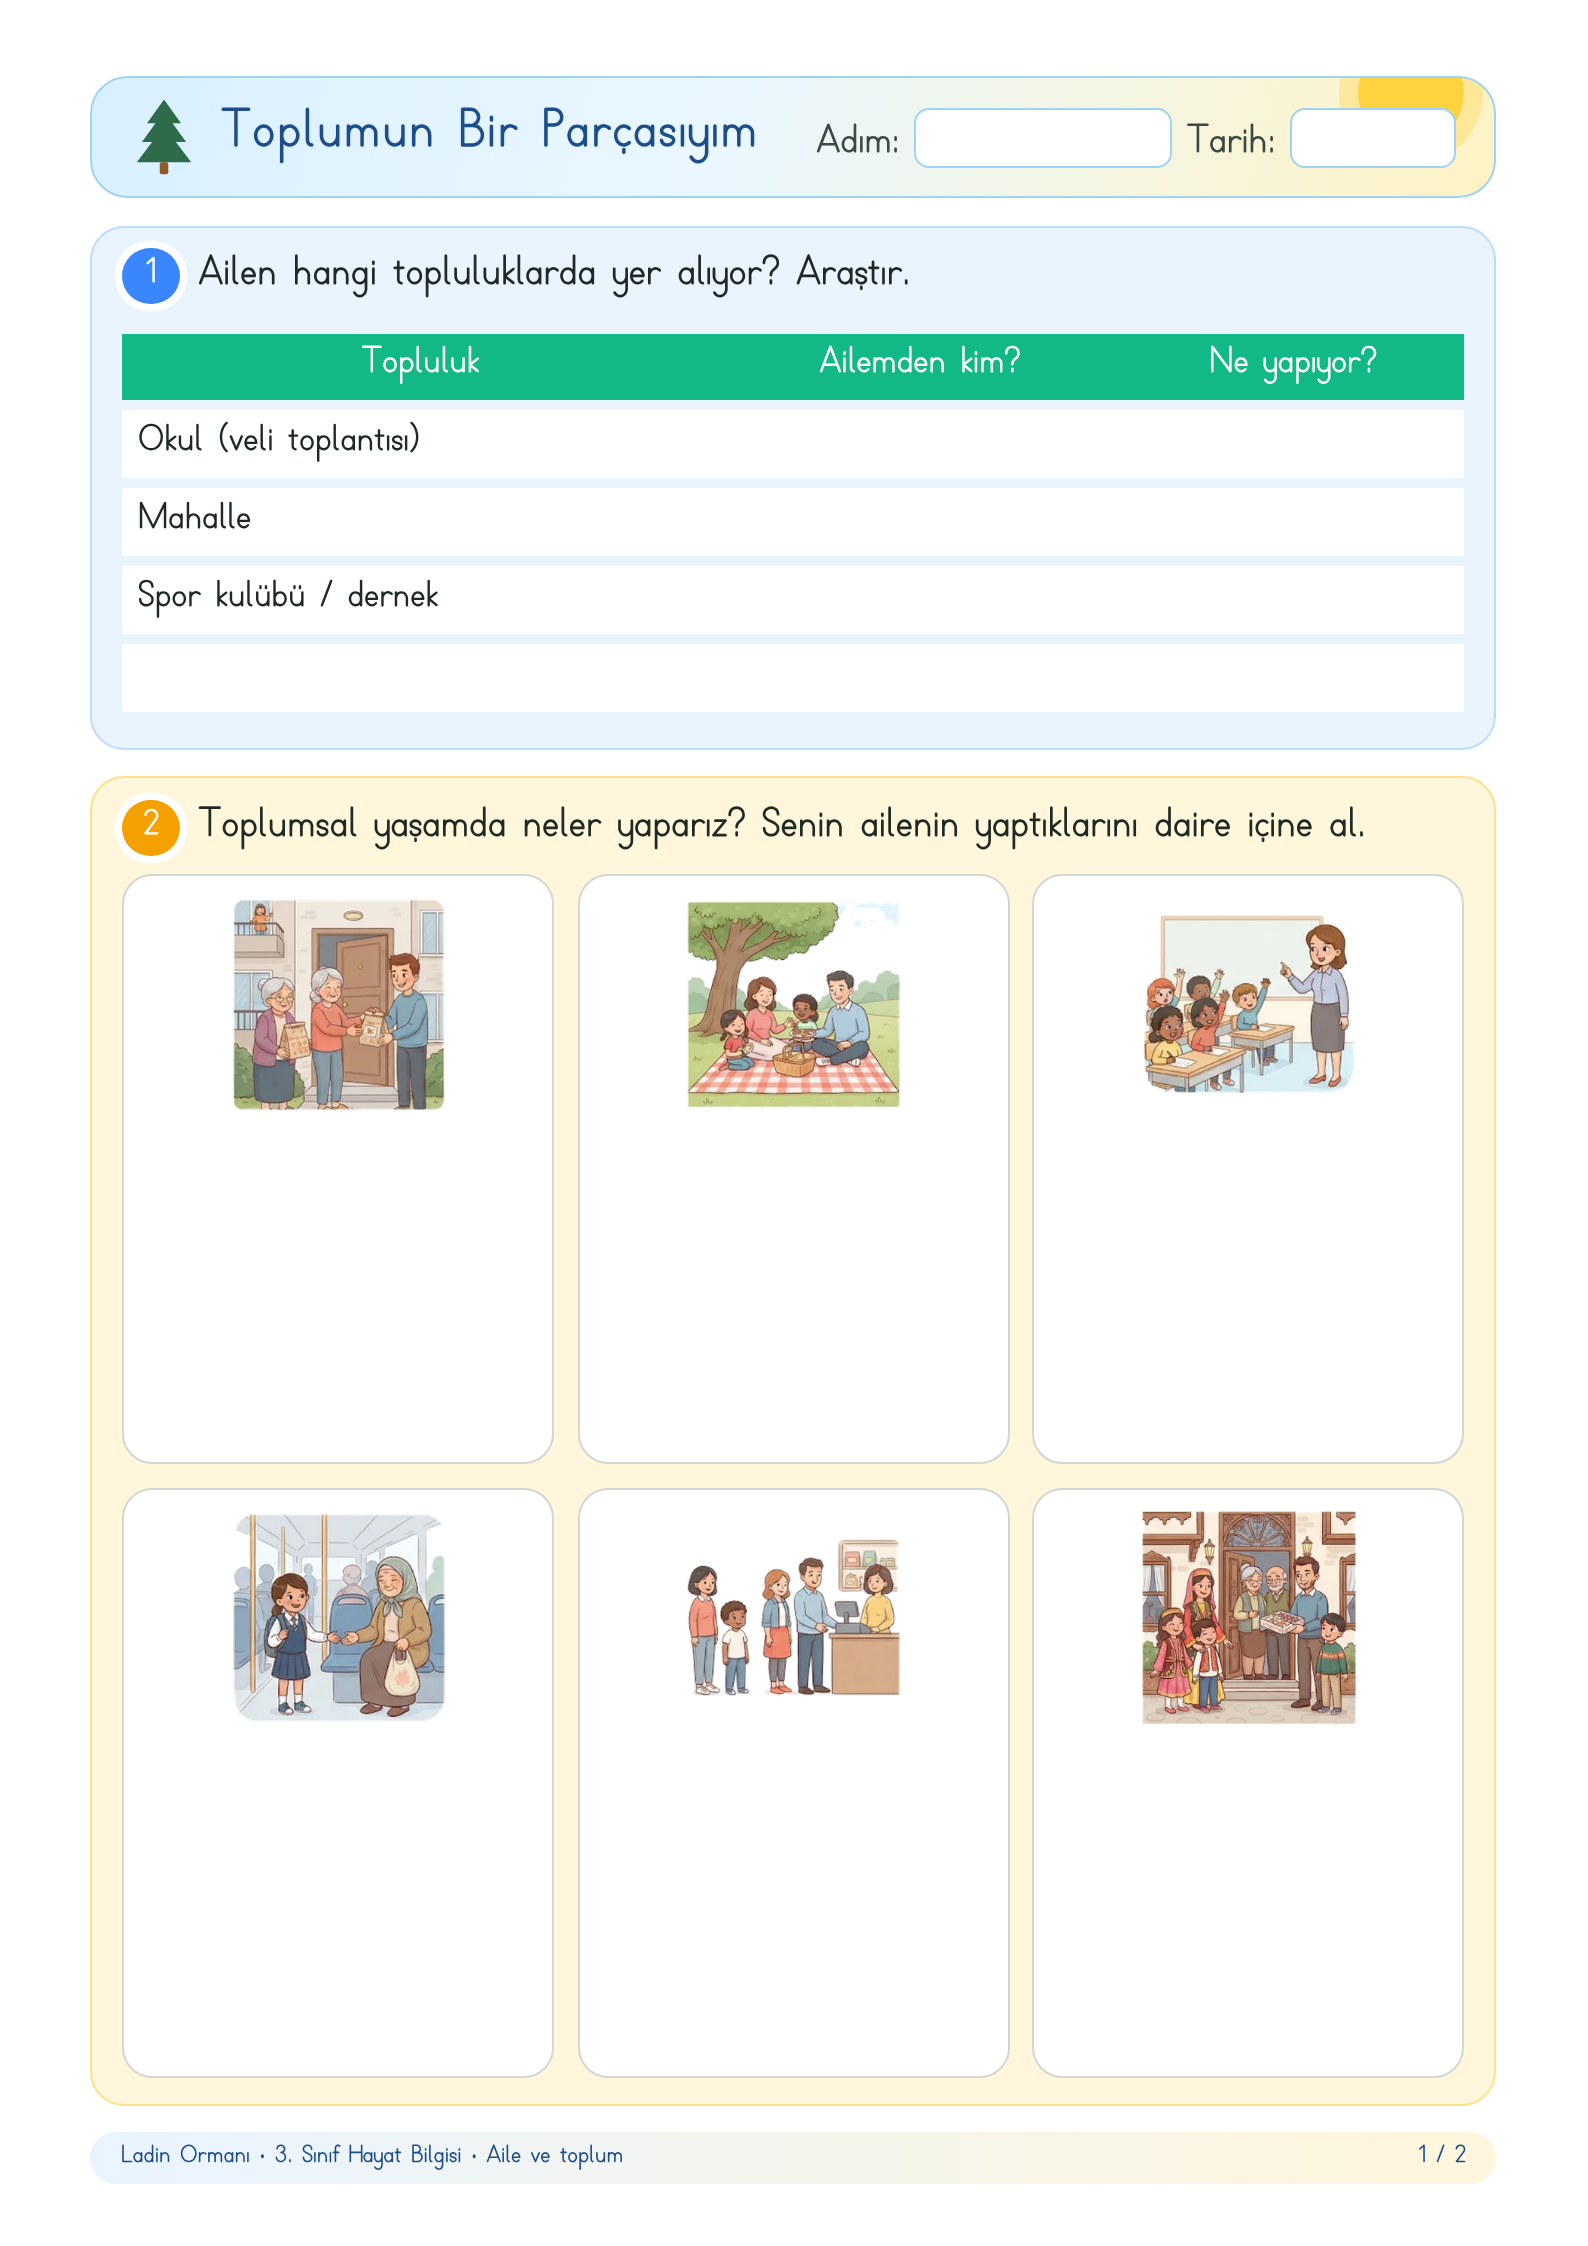 Toplumun Bir Parçasıyım
Adım:
Tarih:
1
Ailen hangi topluluklarda yer alıyor? Araştır.
Topluluk Ailemden kim? Ne yapıyor?
Okul (veli toplantısı)
Mahalle
Spor kulübü / dernek
2
Toplumsal yaşamda neler yaparız? Senin ailenin yaptıklarını daire içine al.
Ladin Ormanı • 3. Sınıf Hayat Bilgisi • Aile ve toplum
1 / 2